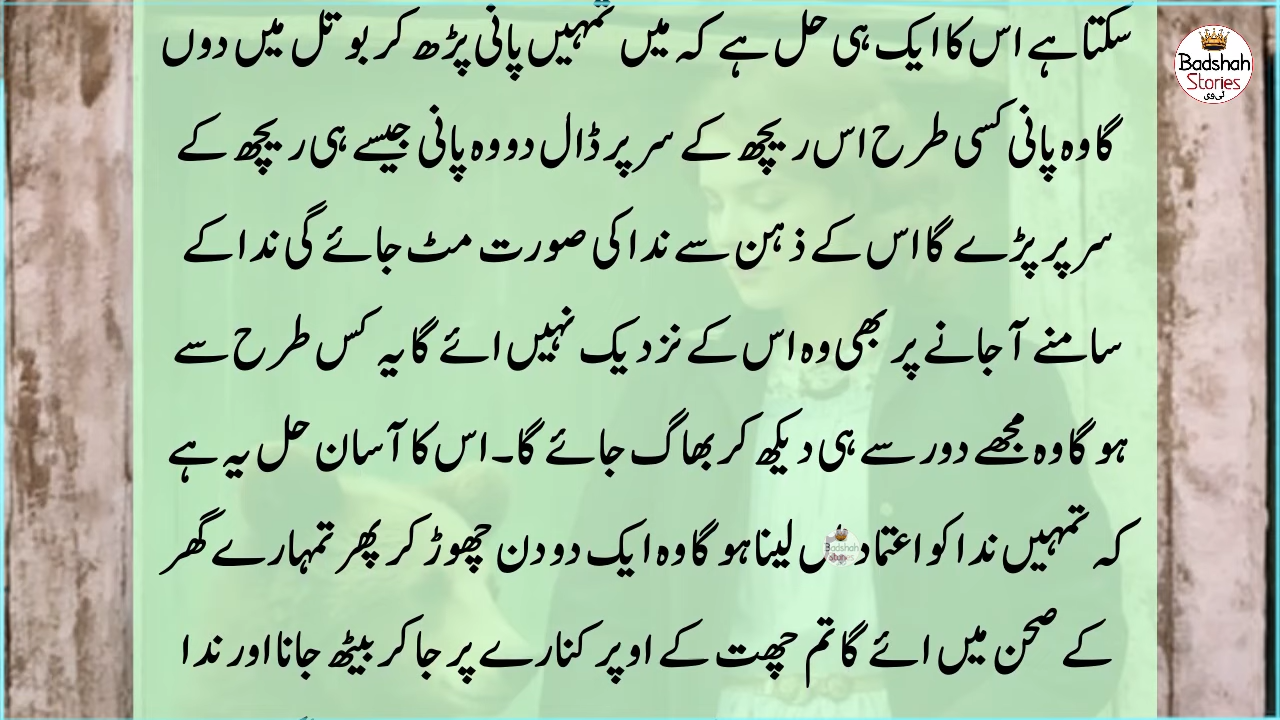 سکتا ہے اس کا ایک ہی حل ہے کہ میں تمہیں پانی پڑھ کر بوتل میں دوں
گا وہ پانی کسی طرح اس ریچھ کے سر پر ڈال دو وہ پانی جیسے ہی ریچھ کے
سر پر پڑے گا اس کے ذہن سے ندا کی صورت مٹ جائے گی ندا کے
سامنے آ جانے پر بھی وہ اس کے نزدیک نہیں ائے گا یہ کس طرح سے
ہو گا وہ مجھے دور سے ہی دیکھ کر بھاگ جائے گا۔ اس کا آسان حل یہ ہے
کہ تمہیں ندا کو اعتماد لینا ہو گا وہ ایک دو دن چھوڑ کر پھر تمہارے گھر
کے صحن میں ائے گا تم چھت کے اوپر کنارے پر جا کر بیٹھ جانا اور ندا
Badshah
Stories
ٹی وی
Badshah
Stories